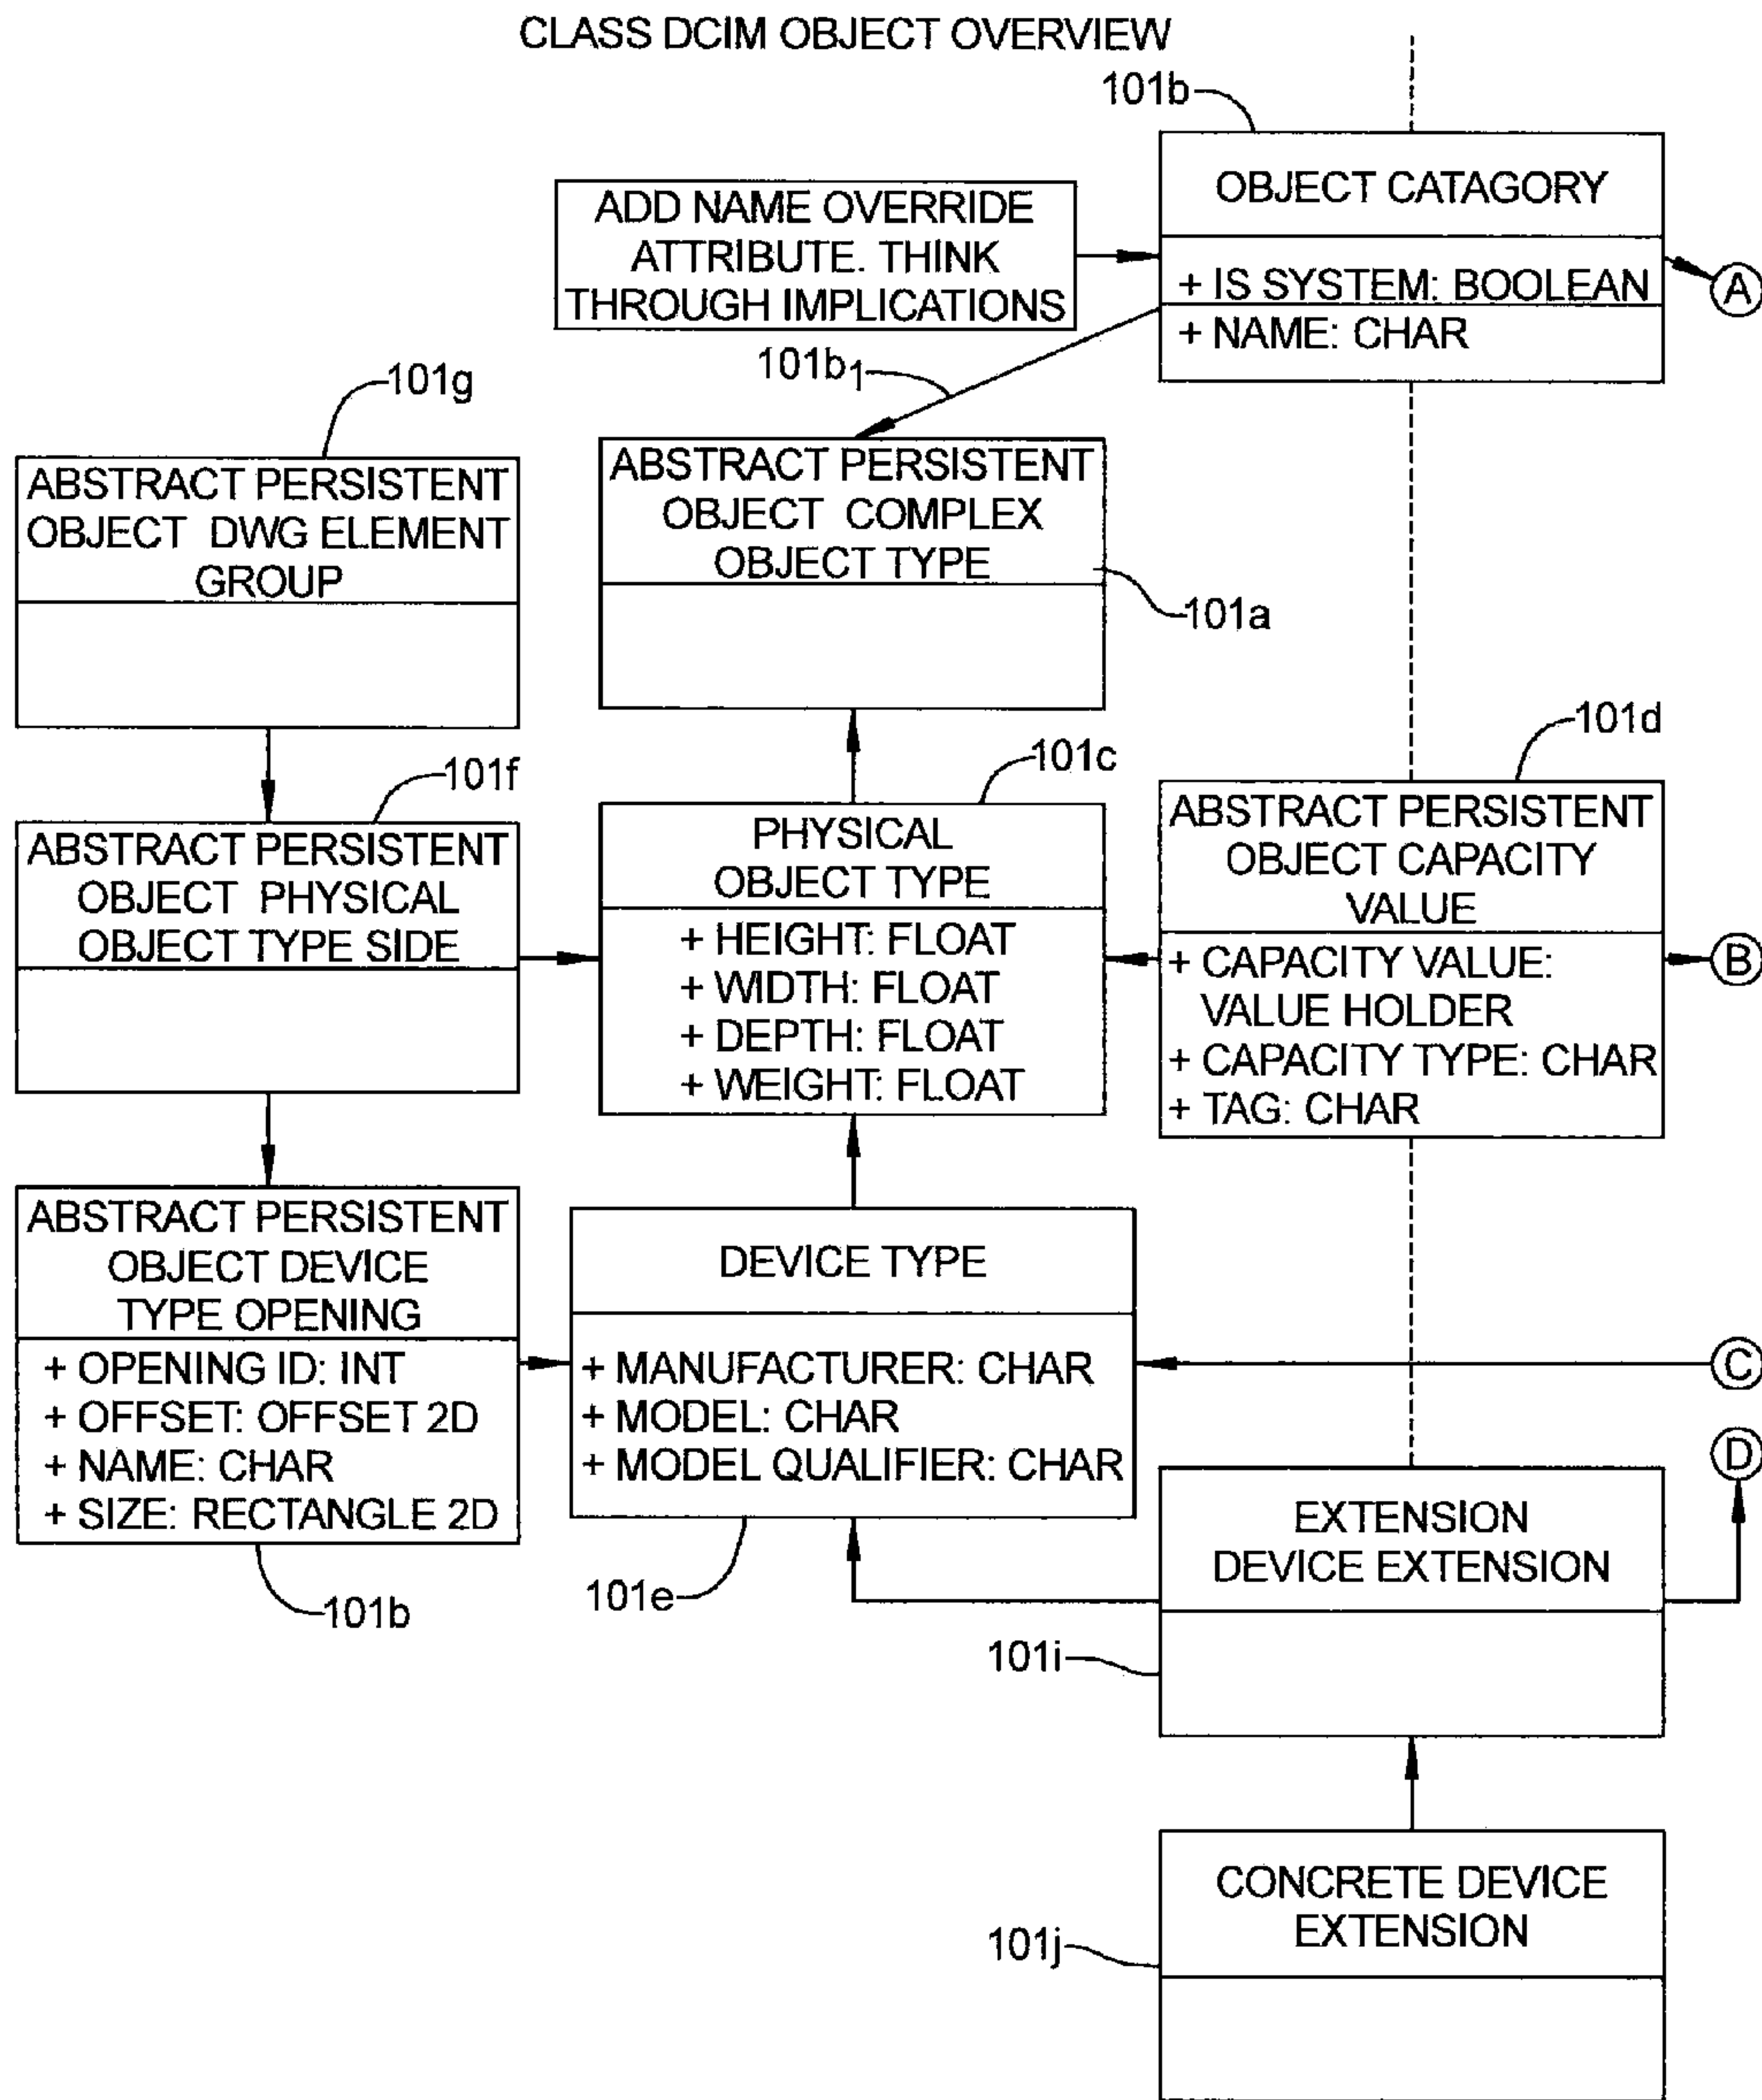 CLASS DCIM OBJECT OVERVIEW
101b
OBJECT CATAGORY
+ IS SYSTEM: BOOLEAN
+ NAME: CHAR
A
ADD NAME OVERRIDE
ATTRIBUTE. THINK
THROUGH IMPLICATIONS
101b1
101g
ABSTRACT PERSISTENT
OBJECT DWG ELEMENT
GROUP
ABSTRACT PERSISTENT
OBJECT COMPLEX
OBJECT TYPE
101a
101f
ABSTRACT PERSISTENT
OBJECT PHYSICAL
OBJECT TYPE SIDE
101c
PHYSICAL
OBJECT TYPE
+ HEIGHT: FLOAT
+ WIDTH: FLOAT
+ DEPTH: FLOAT
+ WEIGHT: FLOAT
101d
ABSTRACT PERSISTENT
OBJECT CAPACITY
VALUE
+ CAPACITY VALUE:
VALUE HOLDER
+ CAPACITY TYPE: CHAR
+ TAG: CHAR
B
ABSTRACT PERSISTENT
OBJECT DEVICE
TYPE OPENING
+ OPENING ID: INT
+ OFFSET: OFFSET 2D
+ NAME: CHAR
+ SIZE: RECTANGLE 2D
101b
DEVICE TYPE
+ MANUFACTURER: CHAR
+ MODEL: CHAR
+ MODEL QUALIFIER: CHAR
101e
C
D
EXTENSION
DEVICE EXTENSION
101i
CONCRETE DEVICE
EXTENSION
101j